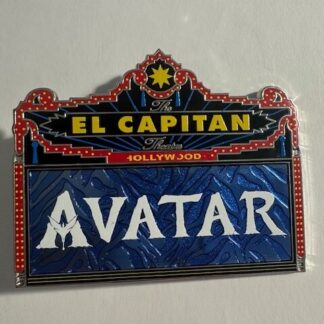 The
EL CAPITAN
Theatre
HOLLYWOOD
AVATAR